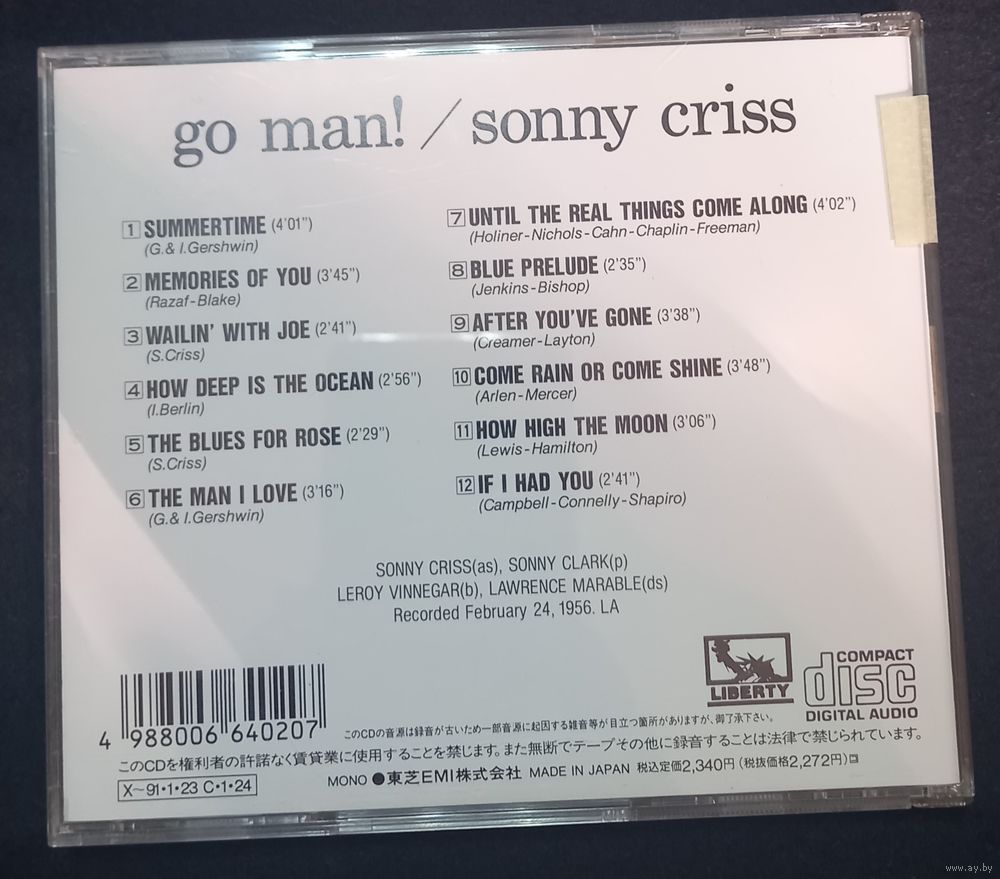 go man! / sonny criss
1 SUMMERTIME (4'01")
(G.& I.Gershwin)
2 MEMORIES OF YOU (3'45")
(Razaf-Blake)
3 WAILIN' WITH JOE (2'41")
(S.Criss)
4 HOW DEEP IS THE OCEAN (2'56")
(I.Berlin)
5 THE BLUES FOR ROSE (2'29")
(S.Criss)
6 THE MAN I LOVE (3'16")
(G.& I.Gershwin)
7 UNTIL THE REAL THINGS COME ALONG (4'02")
(Holiner-Nichols-Cahn-Chaplin-Freeman)
8 BLUE PRELUDE (2'35")
(Jenkins-Bishop)
9 AFTER YOU'VE GONE (3'38")
(Creamer-Layton)
10 COME RAIN OR COME SHINE (3'48")
(Arlen-Mercer)
11 HOW HIGH THE MOON (3'06")
(Lewis-Hamilton)
12 IF I HAD YOU (2'41")
(Campbell-Connelly-Shapiro)
SONNY CRISS(as), SONNY CLARK(p)
LEROY VINNEGAR(b), LAWRENCE MARABLE(ds)
Recorded February 24, 1956. LA
LIBERTY
COMPACT
disc
DIGITAL AUDIO
4 988006 640207
このCDの音源は録音が古いため一部音源に起因する雑音等が目立つ箇所がありますが、御了承下さい。
このCDを権利者の許諾なく賃貸業に使用することを禁じます。また無断でテープその他に録音することは法律で禁じられています。
X~91・1・23 C・1・24
MONO ●東芝EMI株式会社 MADE IN JAPAN 税込定価2,340円(税抜価格2,272円)
www.ay.by